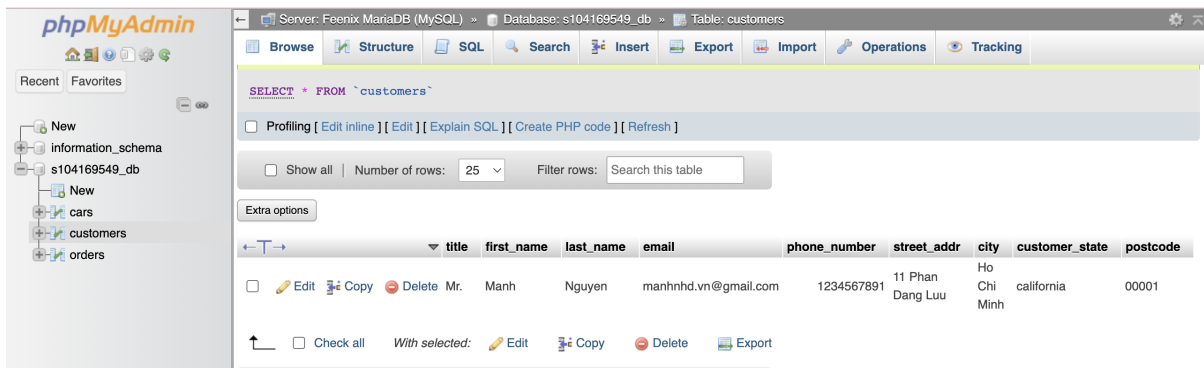 phpMyAdmin
Recent Favorites
New
information_schema
s104169549_db
New
cars
customers
orders
Server: Feenix MariaDB (MySQL) » Database: s104169549_db » Table: customers
Browse Structure SQL Search Insert Export Import Operations Tracking
SELECT * FROM `customers`
Profiling [ Edit inline ] [ Edit ] [ Explain SQL ] [ Create PHP code ] [ Refresh ]
Show all | Number of rows: 25 Filter rows: Search this table
Extra options
←T→ title first_name last_name email phone_number street_addr city customer_state postcode
Edit Copy Delete Mr. Manh Nguyen manhnhd.vn@gmail.com 1234567891 11 Phan Dang Luu Ho Chi Minh california 00001
Check all With selected: Edit Copy Delete Export